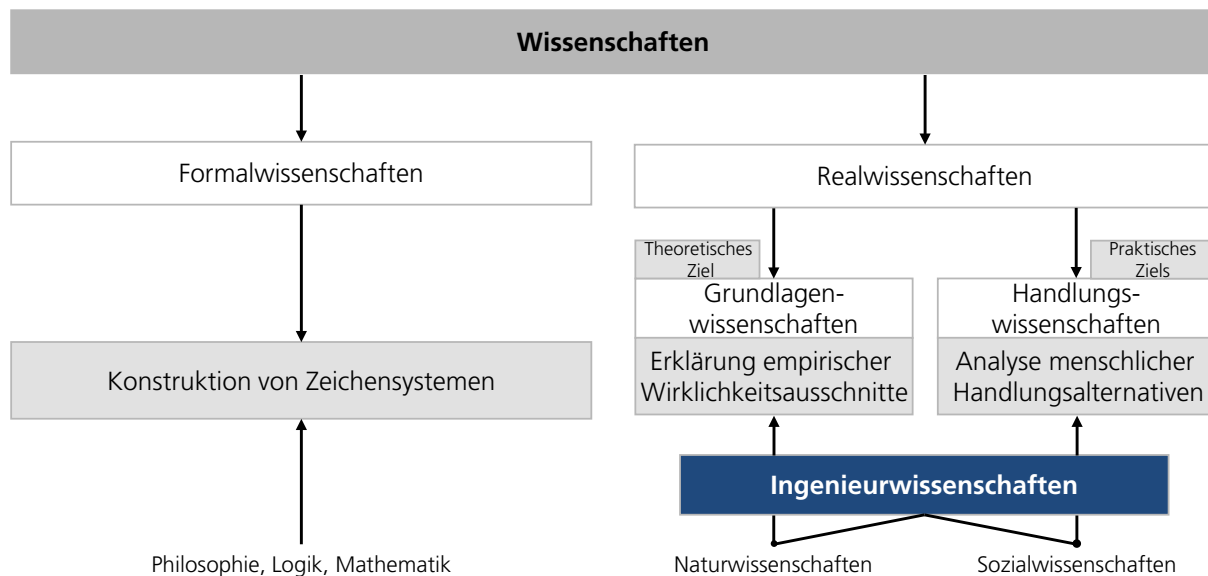 Wissenschaften
Formalwissenschaften
Realwissenschaften
Theoretisches
Ziel
Praktisches
Ziels
Grundlagen-
wissenschaften
Handlungs-
wissenschaften
Konstruktion von Zeichensystemen
Erklärung empirischer
Wirklichkeitsausschnitte
Analyse menschlicher
Handlungsalternativen
Ingenieurwissenschaften
Philosophie, Logik, Mathematik
Naturwissenschaften
Sozialwissenschaften